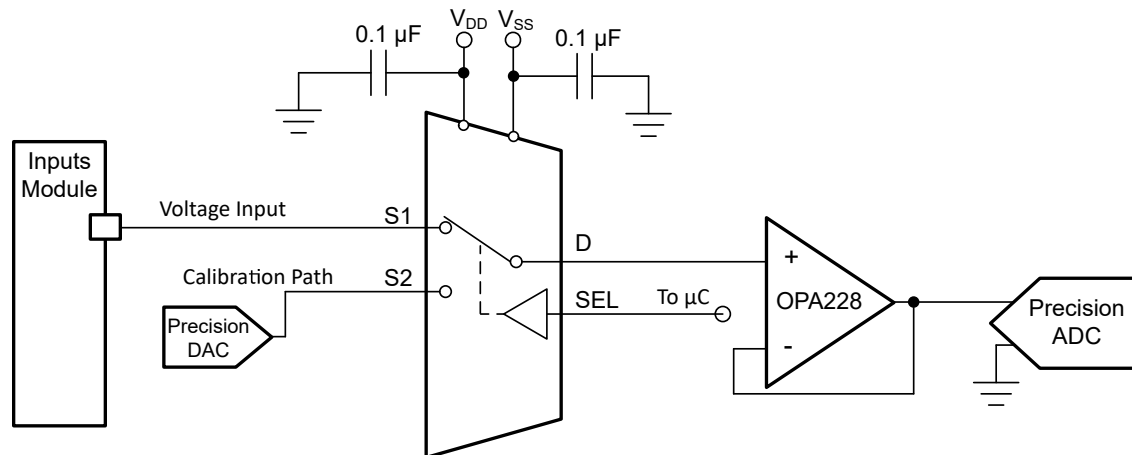 V_DD V_SS
0.1 µF 0.1 µF
Inputs
Module
Voltage Input
S1
D
+
Calibration Path
S2
SEL
To µC
OPA228
Precision
ADC
Precision
DAC
-